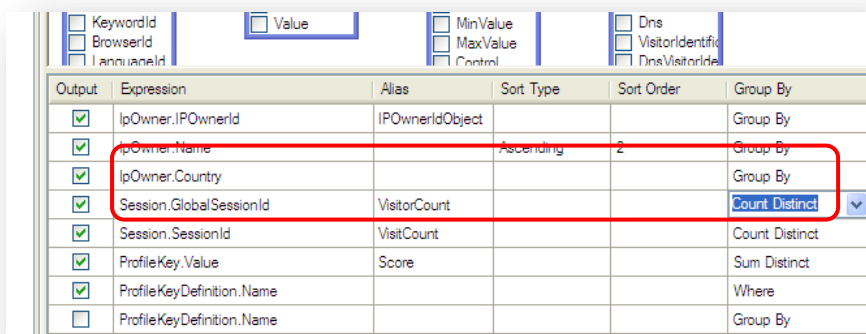 KeywordId Value MinValue Dns
BrowserId MaxValue VisitorIdentific
LanguageId Control DnsVisitorIde
Output Expression Alias Sort Type Sort Order Group By
IpOwner.IPOwnerId IPOwnerIdObject Group By
IpOwner.Name Ascending 2 Group By
IpOwner.Country Group By
Session.GlobalSessionId VisitorCount Count Distinct
Session.SessionId VisitCount Count Distinct
ProfileKey.Value Score Sum Distinct
ProfileKeyDefinition.Name Where
ProfileKeyDefinition.Name Group By